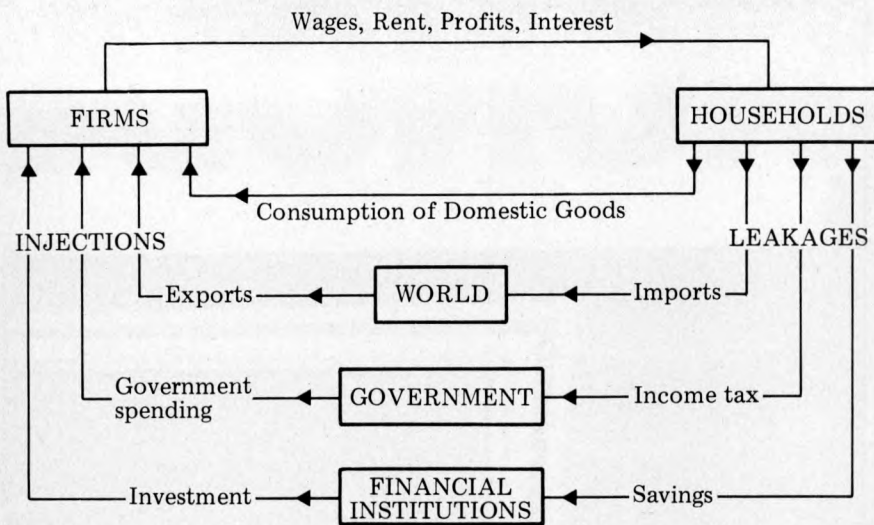 Wages, Rent, Profits, Interest
FIRMS
HOUSEHOLDS
Consumption of Domestic Goods
INJECTIONS
LEAKAGES
Exports
WORLD
Imports
Government
spending
GOVERNMENT
Income tax
Investment
FINANCIAL
INSTITUTIONS
Savings